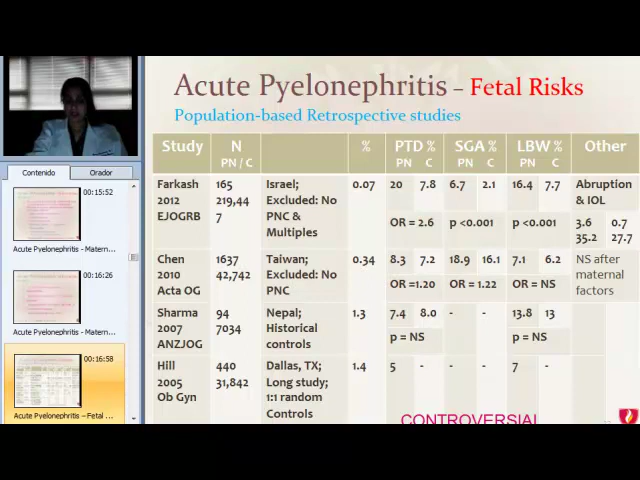 Acute Pyelonephritis – Fetal Risks
Population-based Retrospective studies
Contenido Orador
00:15:52
Acute Pyelonephritis - Matern...
00:16:26
Acute Pyelonephritis - Matern...
00:16:58
Acute Pyelonephritis – Fetal ...
Study N % PTD % SGA % LBW % Other
PN / C PN C PN C PN C
Farkash 165 Israel; 0.07 20 7.8 6.7 2.1 16.4 7.7 Abruption
2012 219,44 Excluded: No & IOL
EJOGRB 7 PNC & OR = 2.6 p <0.001 p <0.001 3.6 0.7
Multiples 35.2 27.7
Chen 1637 Taiwan; 0.34 8.3 7.2 18.9 16.1 7.1 6.2 NS after
2010 42,742 Excluded: No maternal
Acta OG PNC OR =1.20 OR = 1.22 OR = NS factors
Sharma 94 Nepal; 1.3 7.4 8.0 - - 13.8 13
2007 7034 Historical
ANZJOG controls p = NS p = NS
Hill 440 Dallas, TX; 1.4 5 - - - 7 -
2005 31,842 Long study;
Ob Gyn 1:1 random
Controls
CONTROVERSIAL